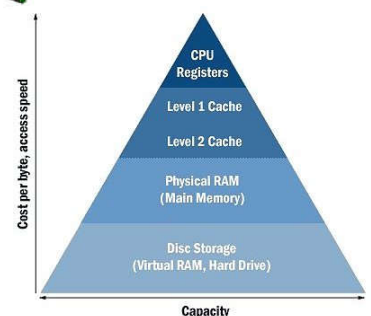 Cost per byte, access speed
CPU
Registers
Level 1 Cache
Level 2 Cache
Physical RAM
(Main Memory)
Disc Storage
(Virtual RAM, Hard Drive)
Capacity